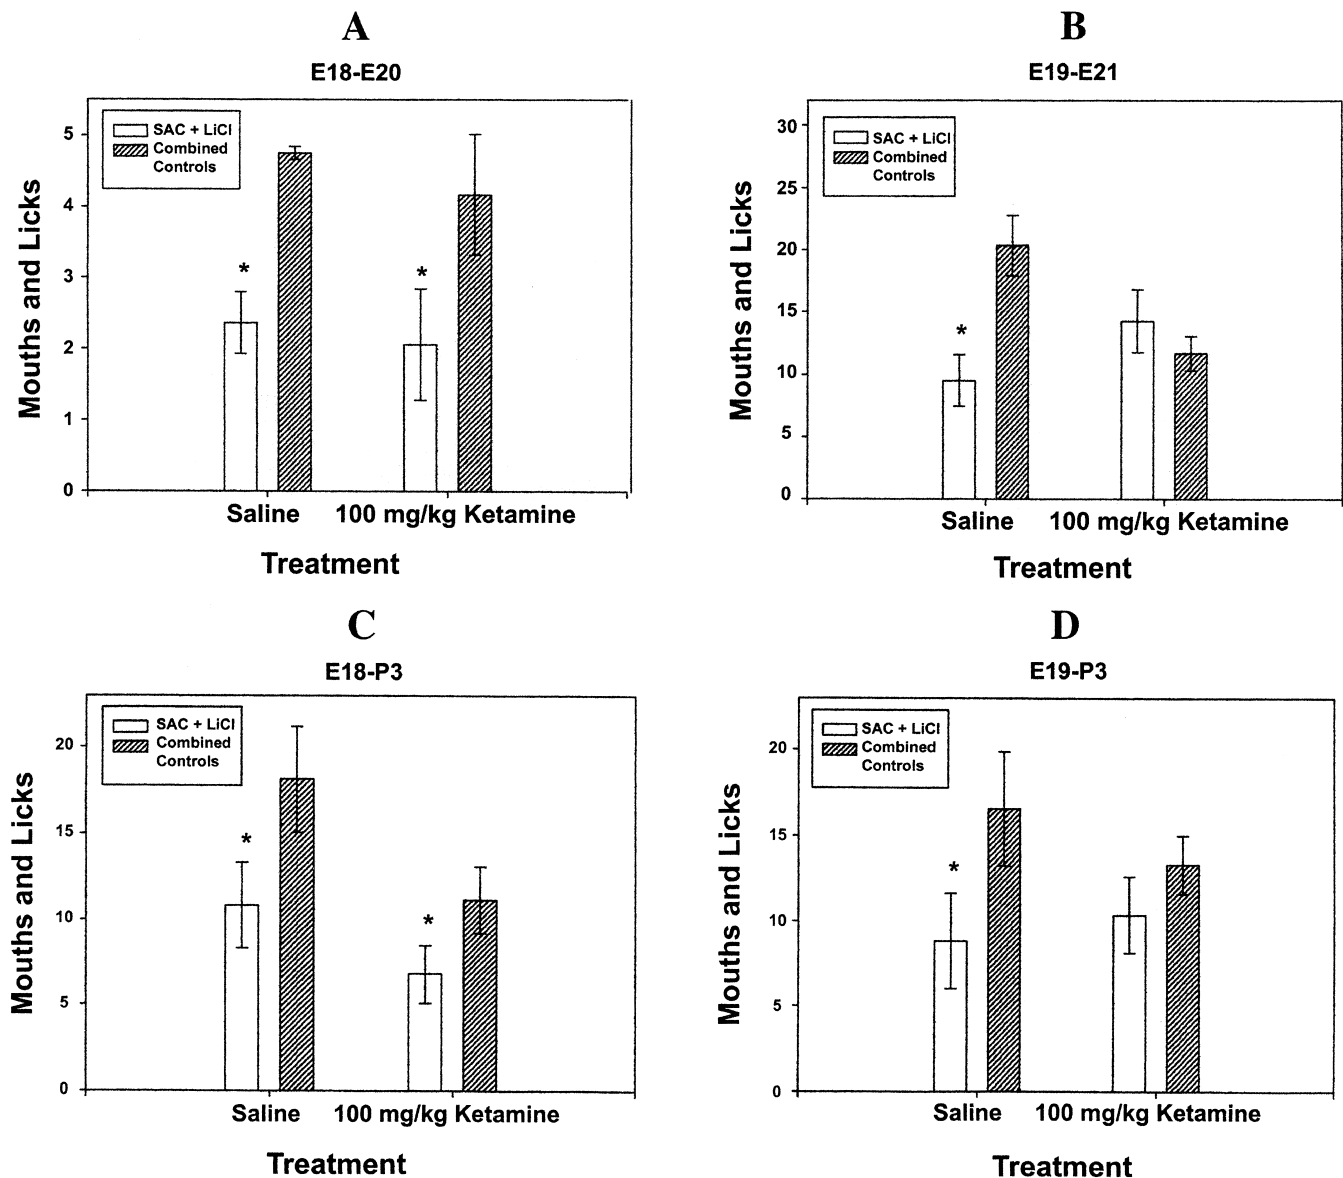 A
E18-E20
SAC + LiCl
Combined
Controls
Mouths and Licks
5
4
3
2
1
0
*
*
Saline
100 mg/kg Ketamine
Treatment
B
E19-E21
SAC + LiCl
Combined
Controls
Mouths and Licks
30
25
20
15
10
5
0
*
Saline
100 mg/kg Ketamine
Treatment
C
E18-P3
SAC + LiCl
Combined
Controls
Mouths and Licks
20
15
10
5
0
*
*
Saline
100 mg/kg Ketamine
Treatment
D
E19-P3
SAC + LiCl
Combined
Controls
Mouths and Licks
20
15
10
5
0
*
Saline
100 mg/kg Ketamine
Treatment